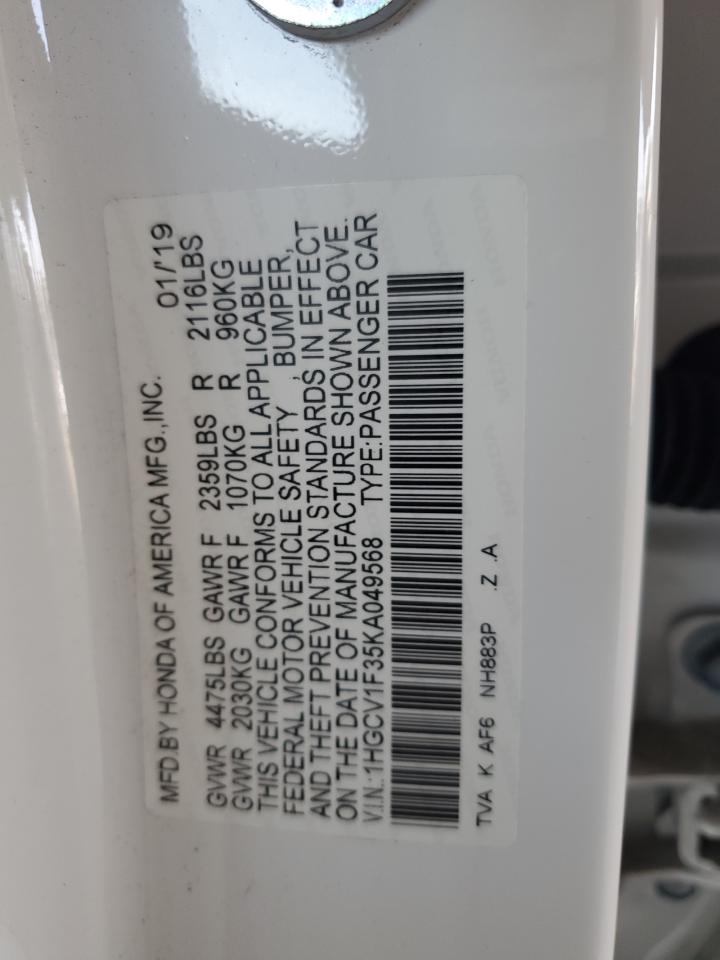 MFD.BY HONDA OF AMERICA MFG.,INC. 01/'19
GVWR 4475LBS GAWR F 2359LBS R 2116LBS
GVWR 2030KG GAWR F 1070KG R 960KG
THIS VEHICLE CONFORMS TO ALL APPLICABLE
FEDERAL MOTOR VEHICLE SAFETY , BUMPER,
AND THEFT PREVENTION STANDARDS IN EFFECT
ON THE DATE OF MANUFACTURE SHOWN ABOVE.
V.I.N.:1HGCV1F35KA049568 TYPE:PASSENGER CAR
TVA K AF6 NH883P .Z .A